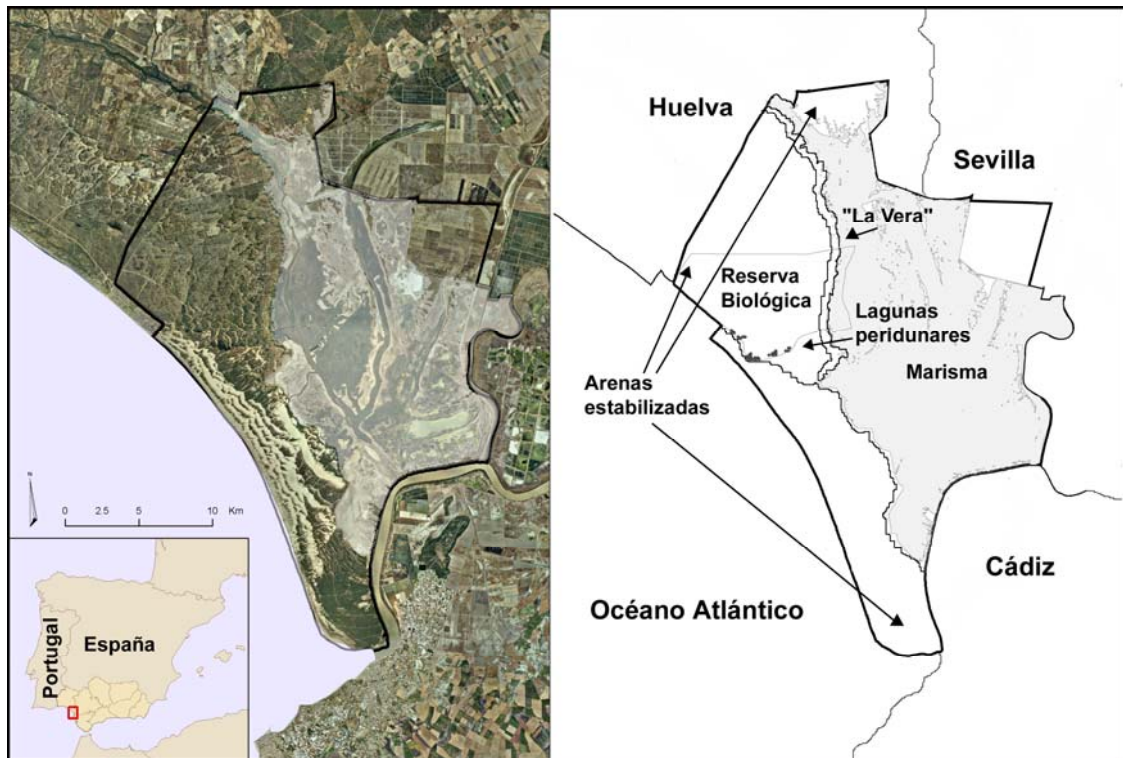 N
0 2.5 5 10 Km
Portugal
España
Huelva
Sevilla
"La Vera"
Reserva
Biológica
Lagunas
peridunares
Marisma
Arenas
estabilizadas
Cádiz
Océano Atlántico